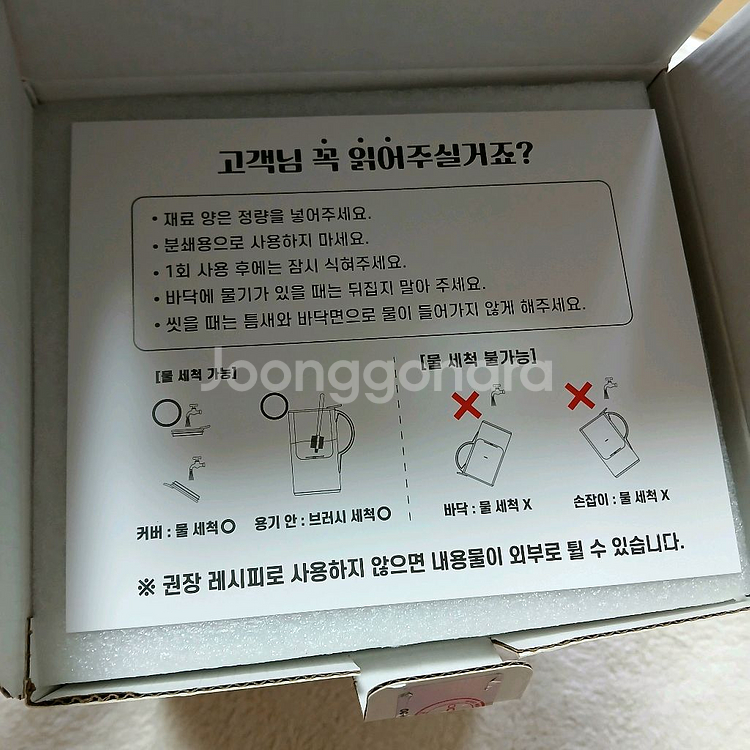 고객님 꼭 읽어주실거죠?
• 재료 양은 정량을 넣어주세요.
• 분쇄용으로 사용하지 마세요.
• 1회 사용 후에는 잠시 식혀주세요.
• 바닥에 물기가 있을 때는 뒤집지 말아 주세요.
• 씻을 때는 틈새와 바닥면으로 물이 들어가지 않게 해주세요.
[물 세척 가능]
[물 세척 불가능]
Joonggonara
커버 : 물 세척O
용기 안 : 브러시 세척O
바닥 : 물 세척 X
손잡이 : 물 세척 X
※ 권장 레시피로 사용하지 않으면 내용물이 외부로 튈 수 있습니다.